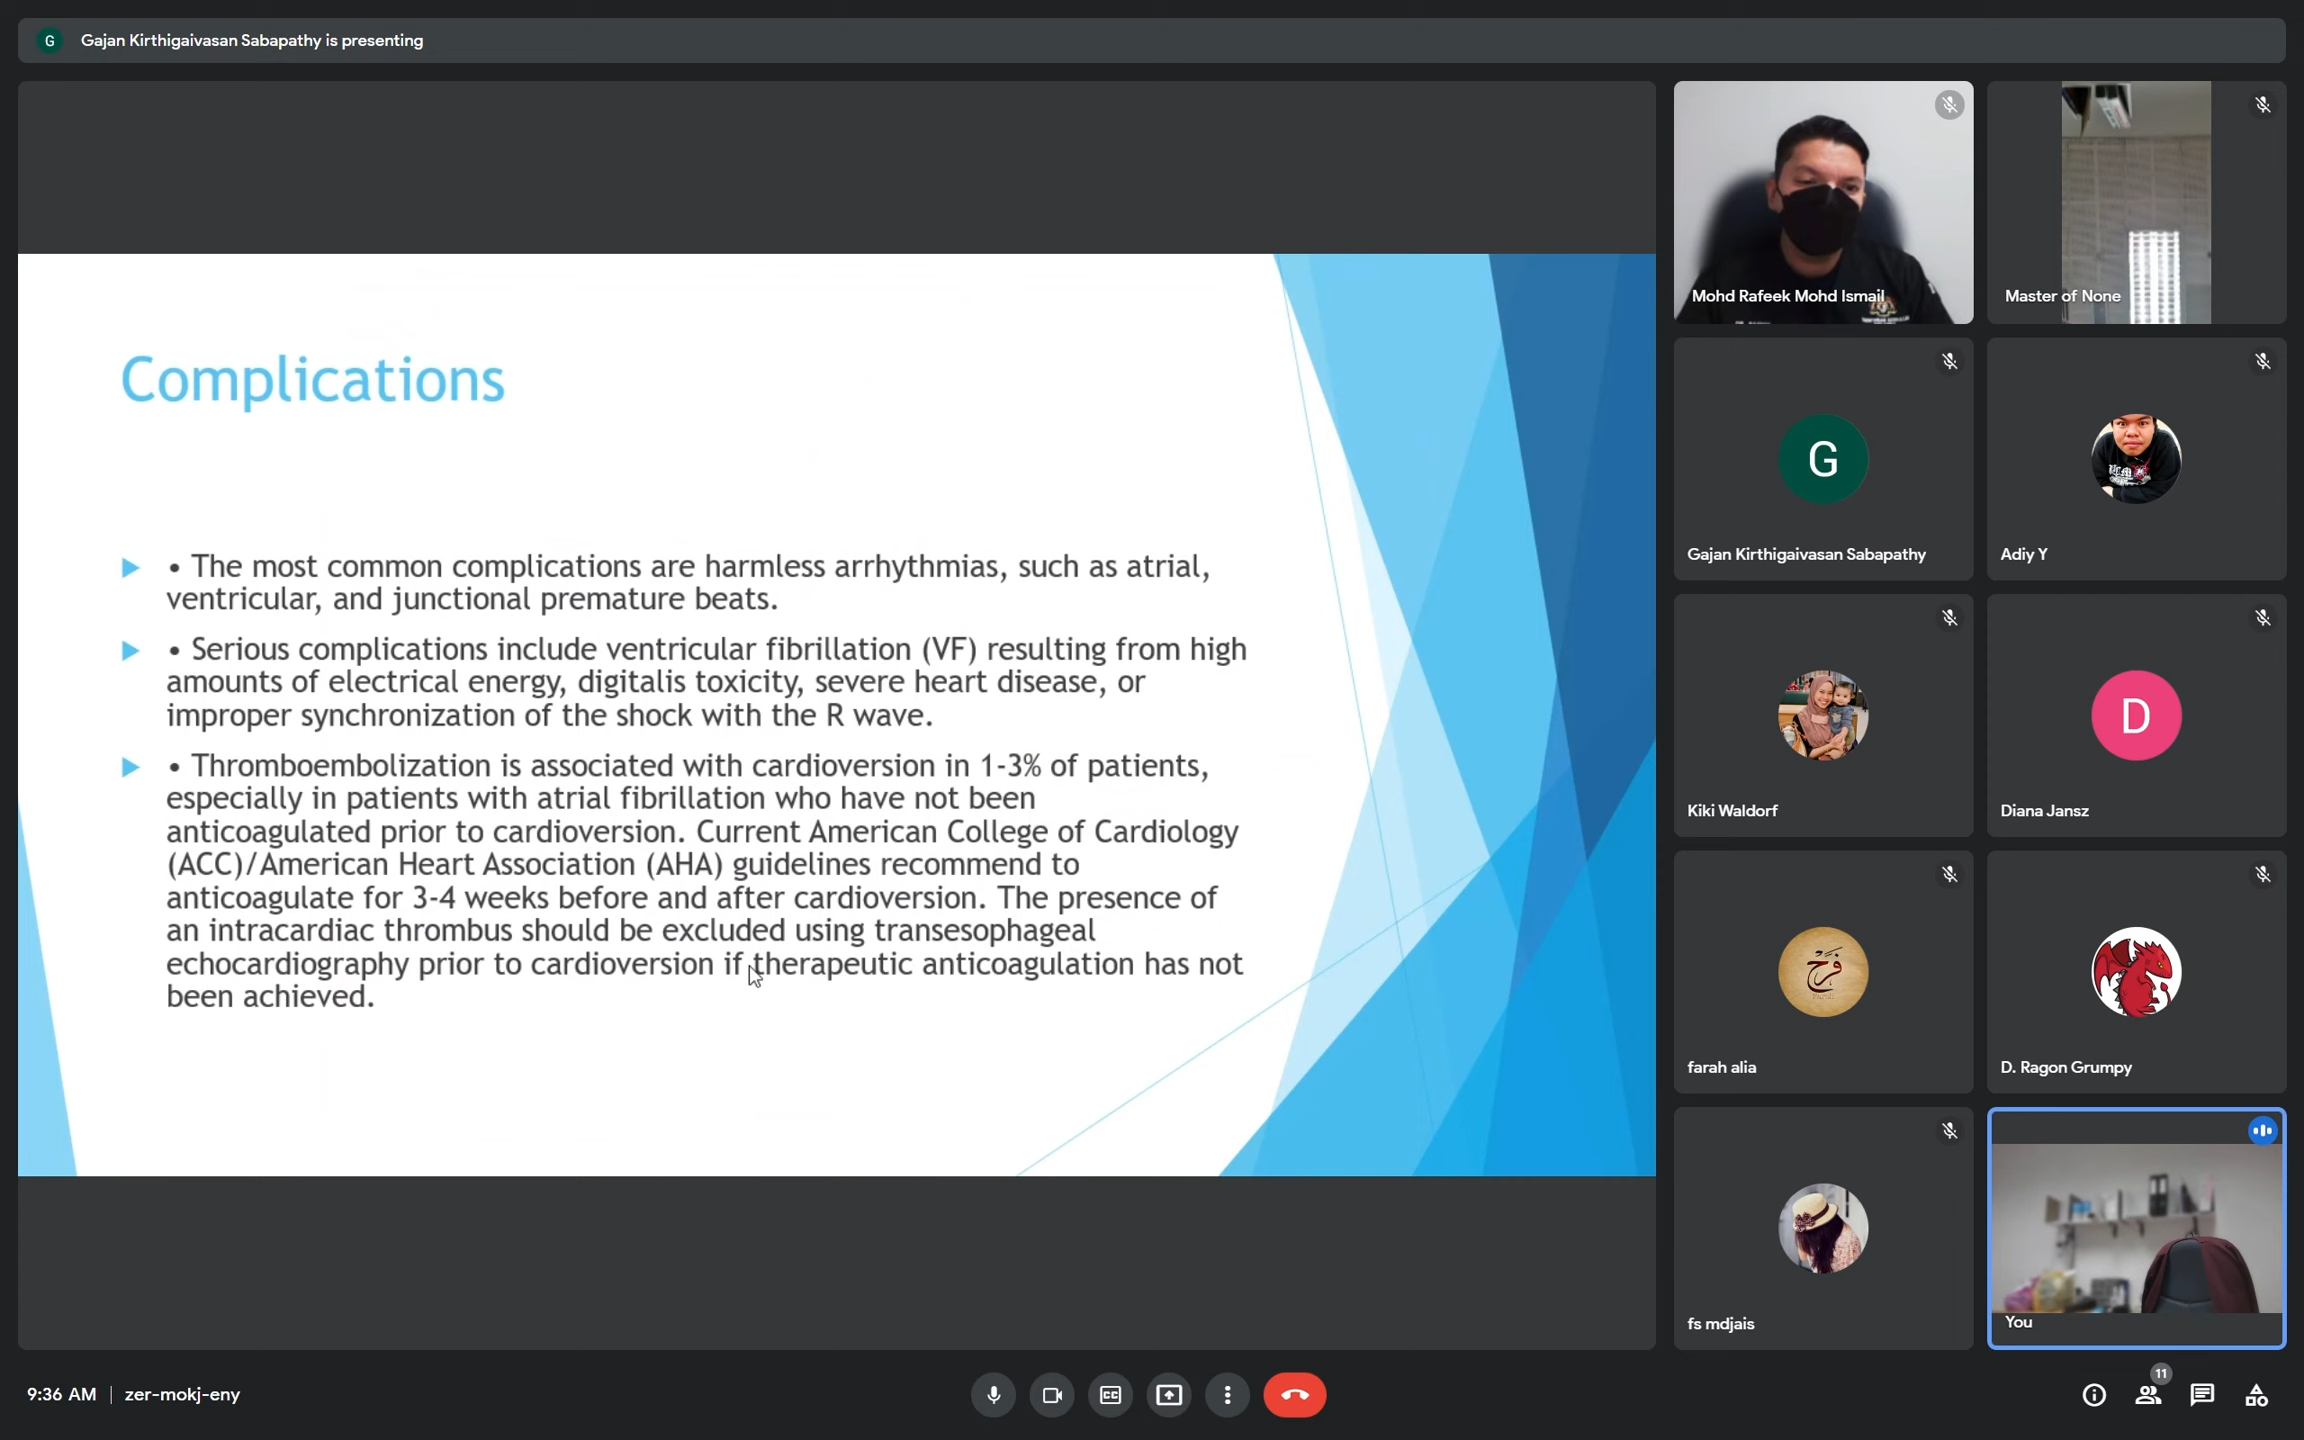 G Gajan Kirthigaivasan Sabapathy is presenting
Complications
• The most common complications are harmless arrhythmias, such as atrial,
ventricular, and junctional premature beats.
• Serious complications include ventricular fibrillation (VF) resulting from high
amounts of electrical energy, digitalis toxicity, severe heart disease, or
improper synchronization of the shock with the R wave.
• Thromboembolization is associated with cardioversion in 1-3% of patients,
especially in patients with atrial fibrillation who have not been
anticoagulated prior to cardioversion. Current American College of Cardiology
(ACC)/American Heart Association (AHA) guidelines recommend to
anticoagulate for 3-4 weeks before and after cardioversion. The presence of
an intracardiac thrombus should be excluded using transesophageal
echocardiography prior to cardioversion if therapeutic anticoagulation has not
been achieved.
Mohd Rafeek Mohd Ismail
Master of None
G
Gajan Kirthigaivasan Sabapathy
Adiy Y
Kiki Waldorf
D
Diana Jansz
فرح
farah alia
D. Ragon Grumpy
fs mdjais
You
9:36 AM | zer-mokj-eny
CC
11